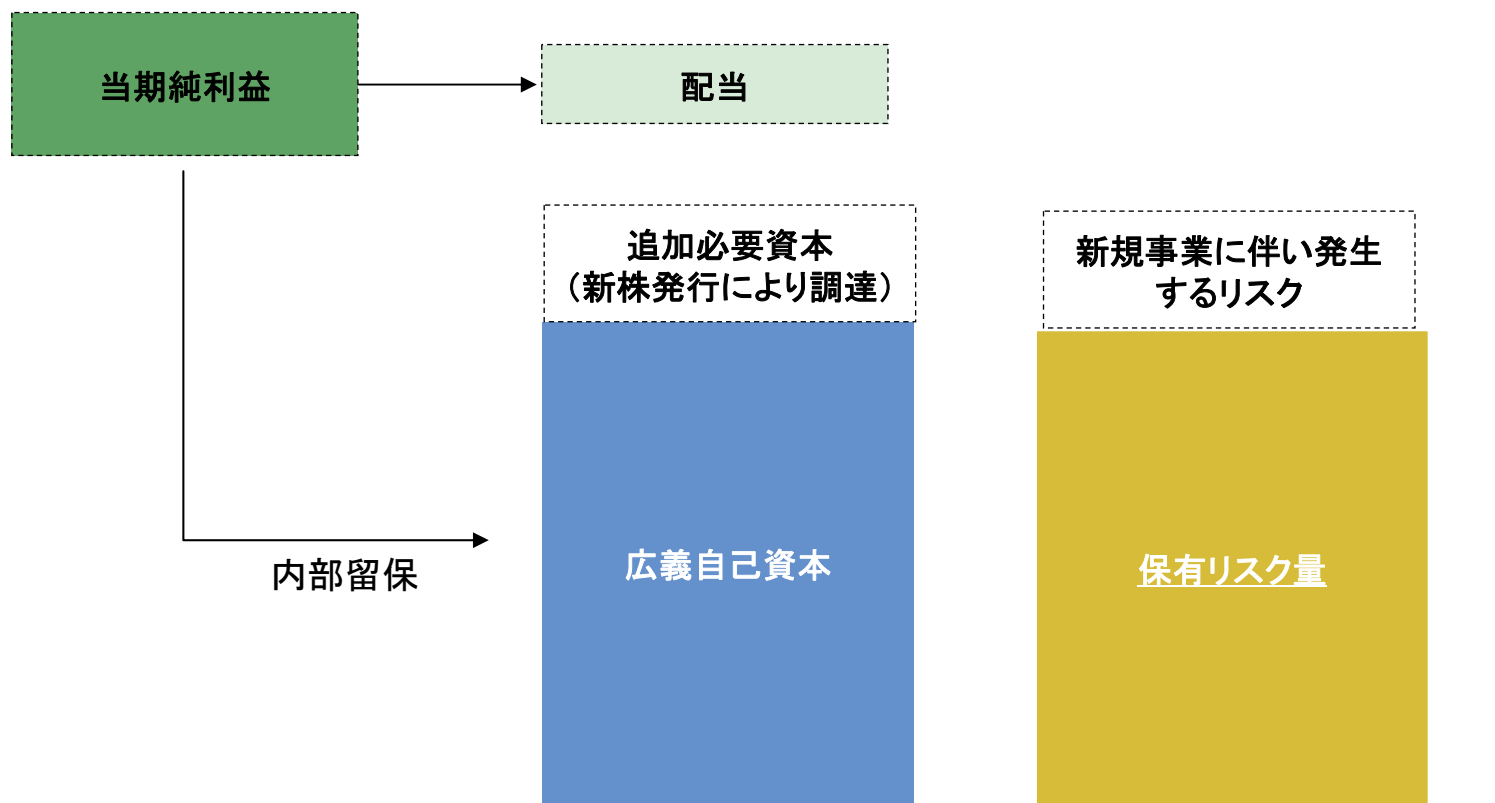 当期純利益
配当
追加必要資本
（新株発行により調達）
新規事業に伴い発生
するリスク
内部留保
広義自己資本
保有リスク量